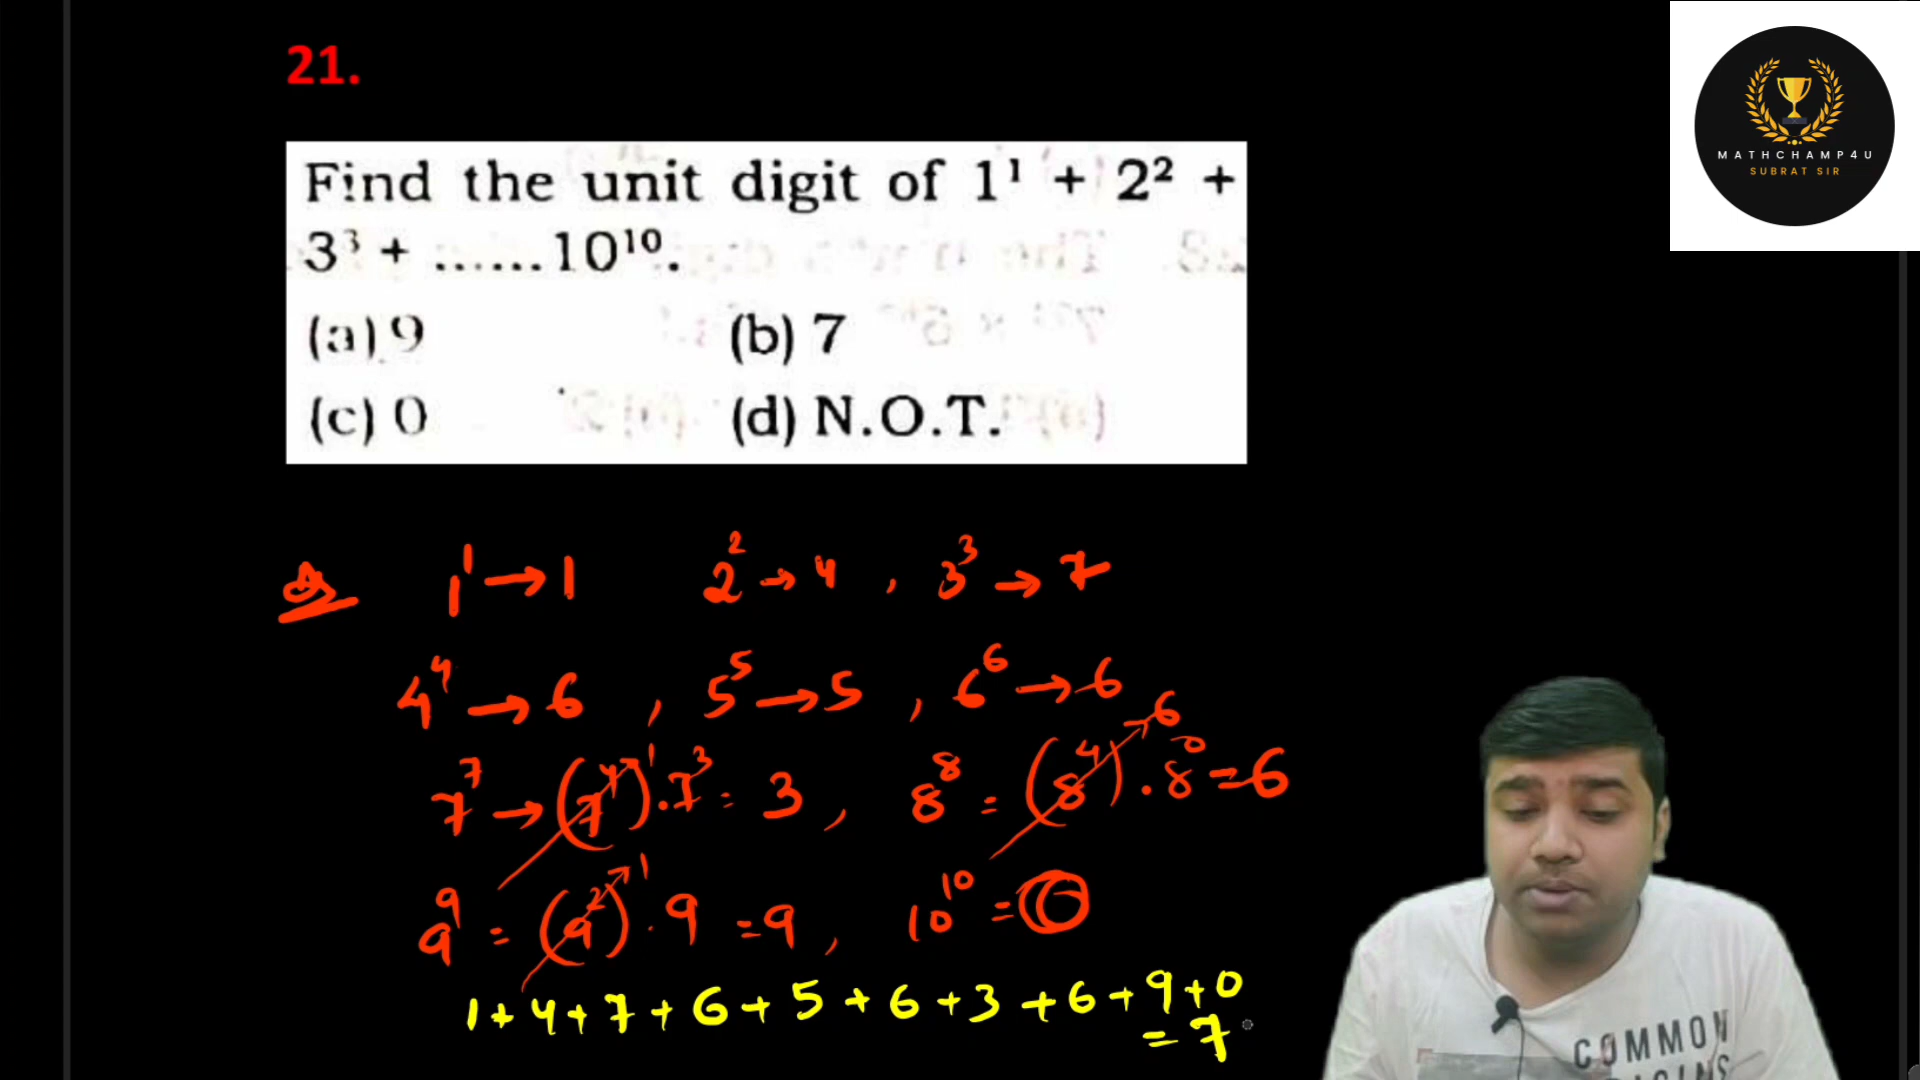 21.
MATHCHAMP4U
SUBRAT SIR
Find the unit digit of 1¹ + 2² +
3³ + ......10¹⁰.
(a) 9 (b) 7
(c) 0 (d) N.O.T.
1¹ → 1 2² → 4 , 3³ → 7
4⁴ → 6 , 5⁵ → 5 , 6⁶ → 6
7⁷ → (7⁴)¹.7³ = 3 , 8⁸ = (8⁴)⁶.8⁰ = 6
9⁹ = (9²)¹.9 = 9 , 10¹⁰ = 0
1+4+7+6+5+6+3+6+9+0
= 7
COMMON